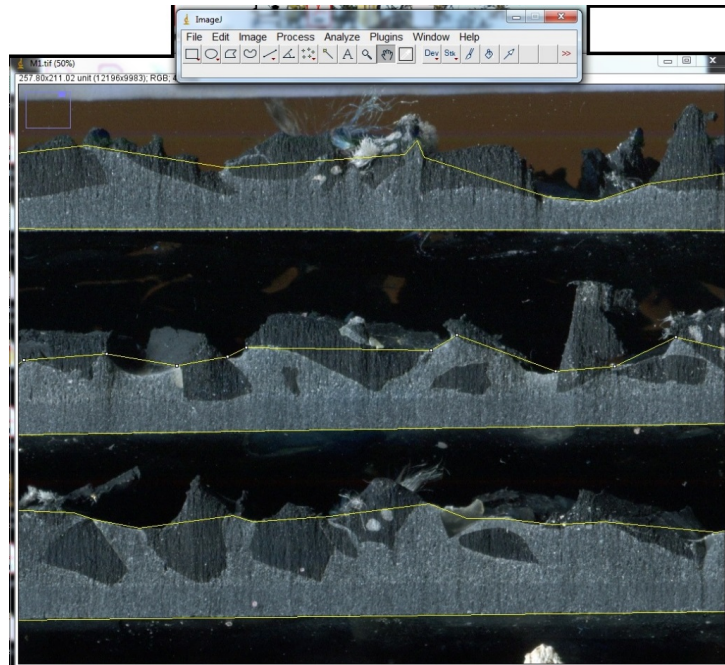 ImageJ
File Edit Image Process Analyze Plugins Window Help
A Dev Stk >>
M1.tif (50%)
257.80x211.02 unit (12196x9983); RGB;